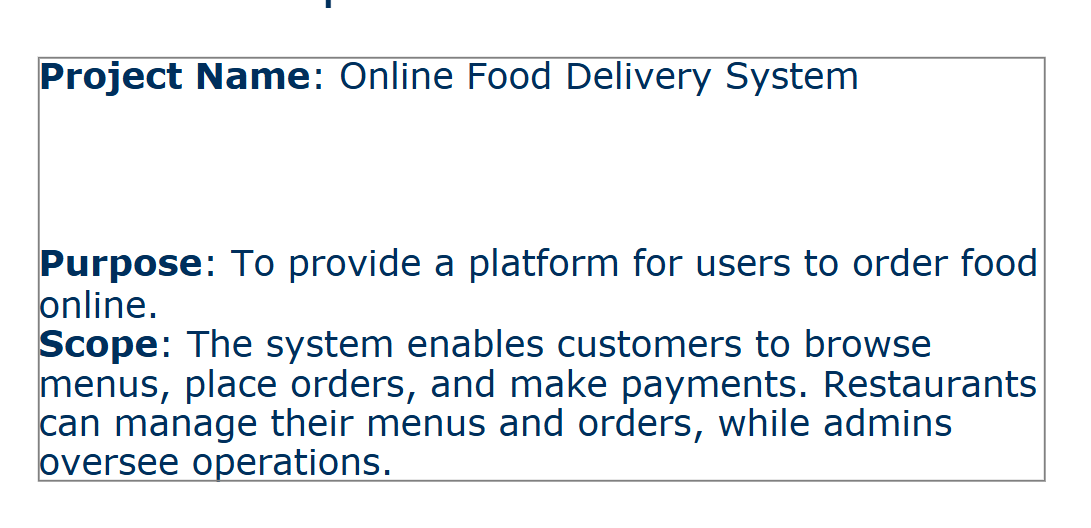 Project Name: Online Food Delivery System
Purpose: To provide a platform for users to order food
online.
Scope: The system enables customers to browse
menus, place orders, and make payments. Restaurants
can manage their menus and orders, while admins
oversee operations.